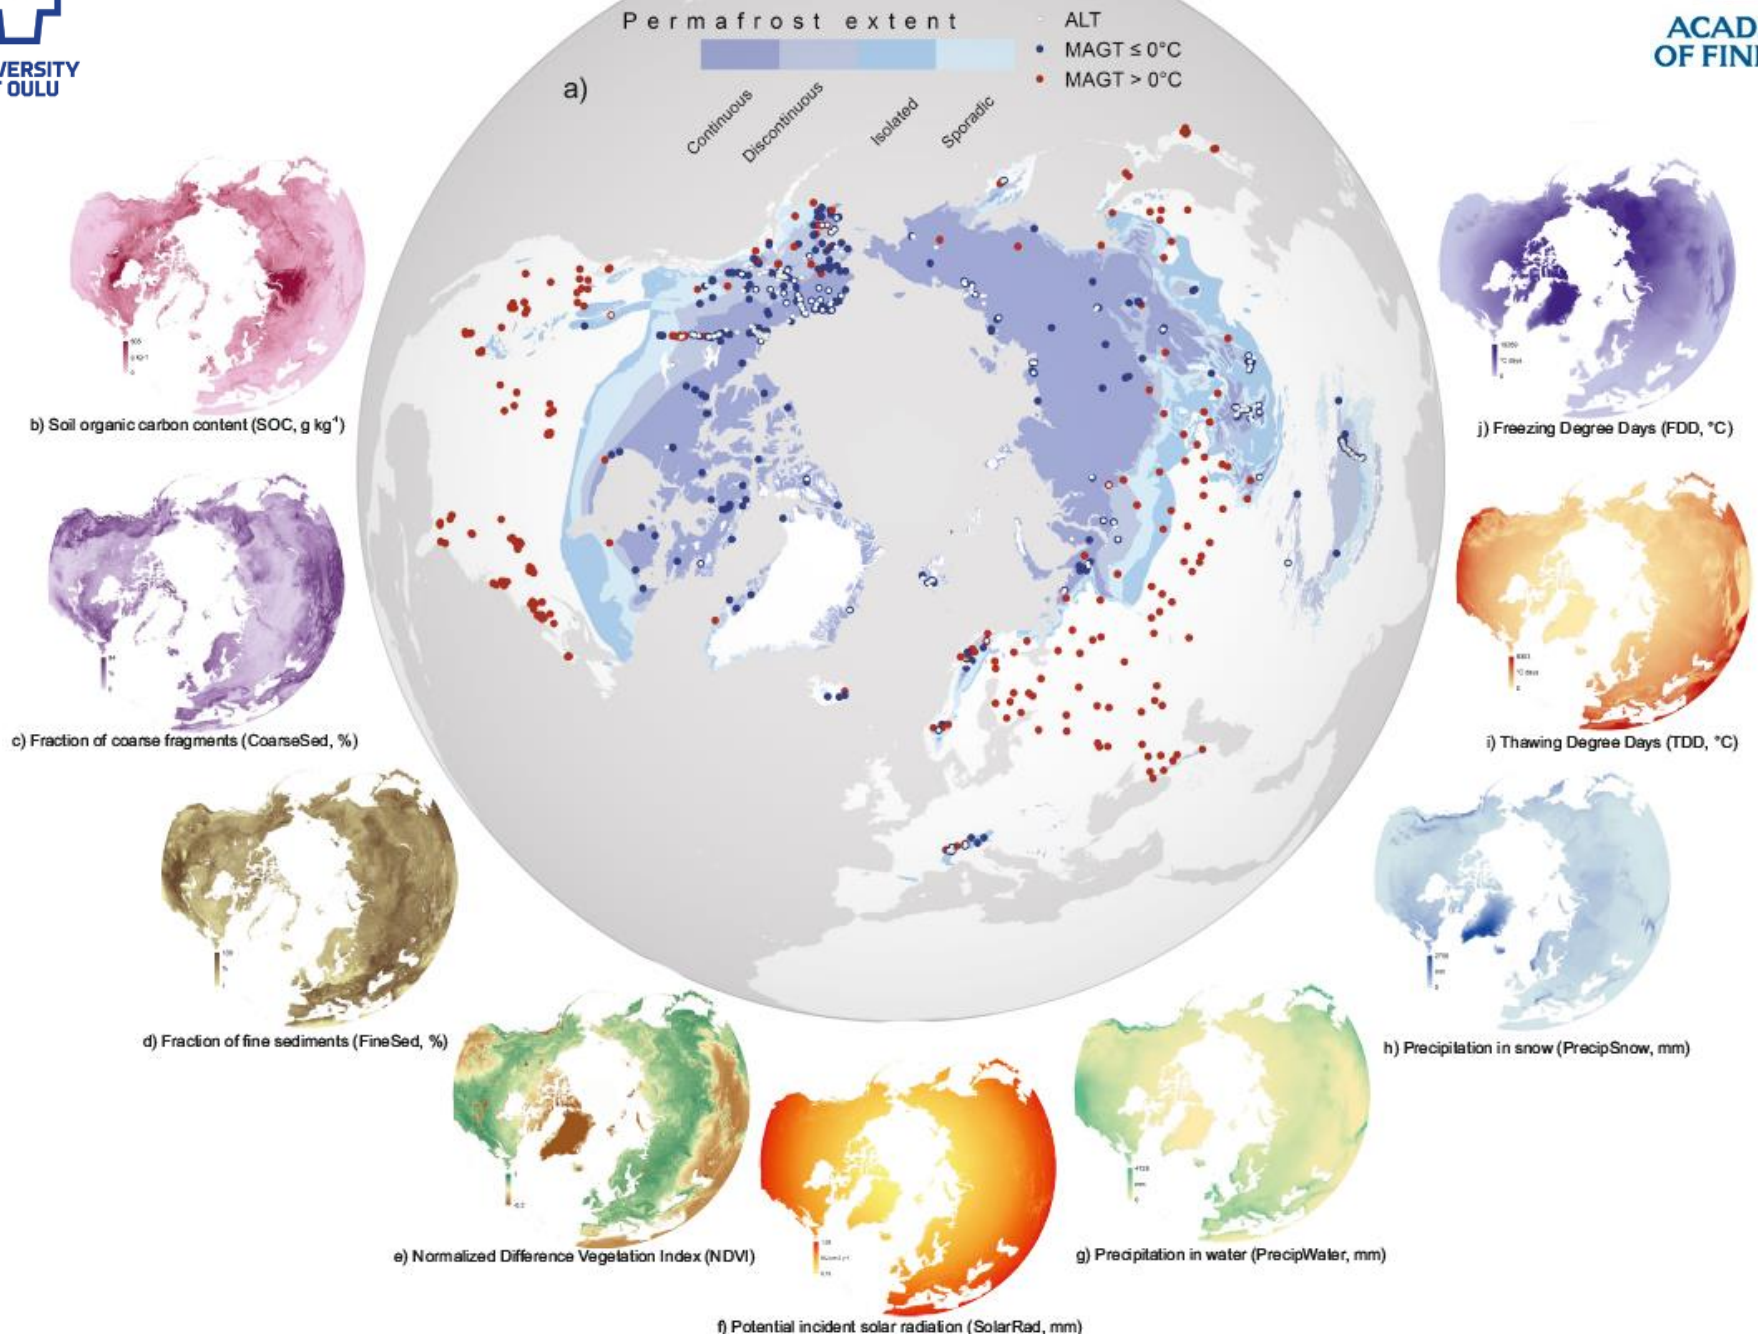 Permafrost extent
ALT
MAGT ≤ 0°C
MAGT > 0°C
a)
Continuous
Discontinuous
Isolated
Sporadic
VERSITY
OULU
ACAD
OF FIN
b) Soil organic carbon content (SOC, g kg⁻¹)
j) Freezing Degree Days (FDD, °C)
c) Fraction of coarse fragments (CoarseSed, %)
i) Thawing Degree Days (TDD, °C)
d) Fraction of fine sediments (FineSed, %)
h) Precipitation in snow (PrecipSnow, mm)
e) Normalized Difference Vegetation Index (NDVI)
g) Precipitation in water (PrecipWater, mm)
f) Potential incident solar radiation (SolarRad, mm)